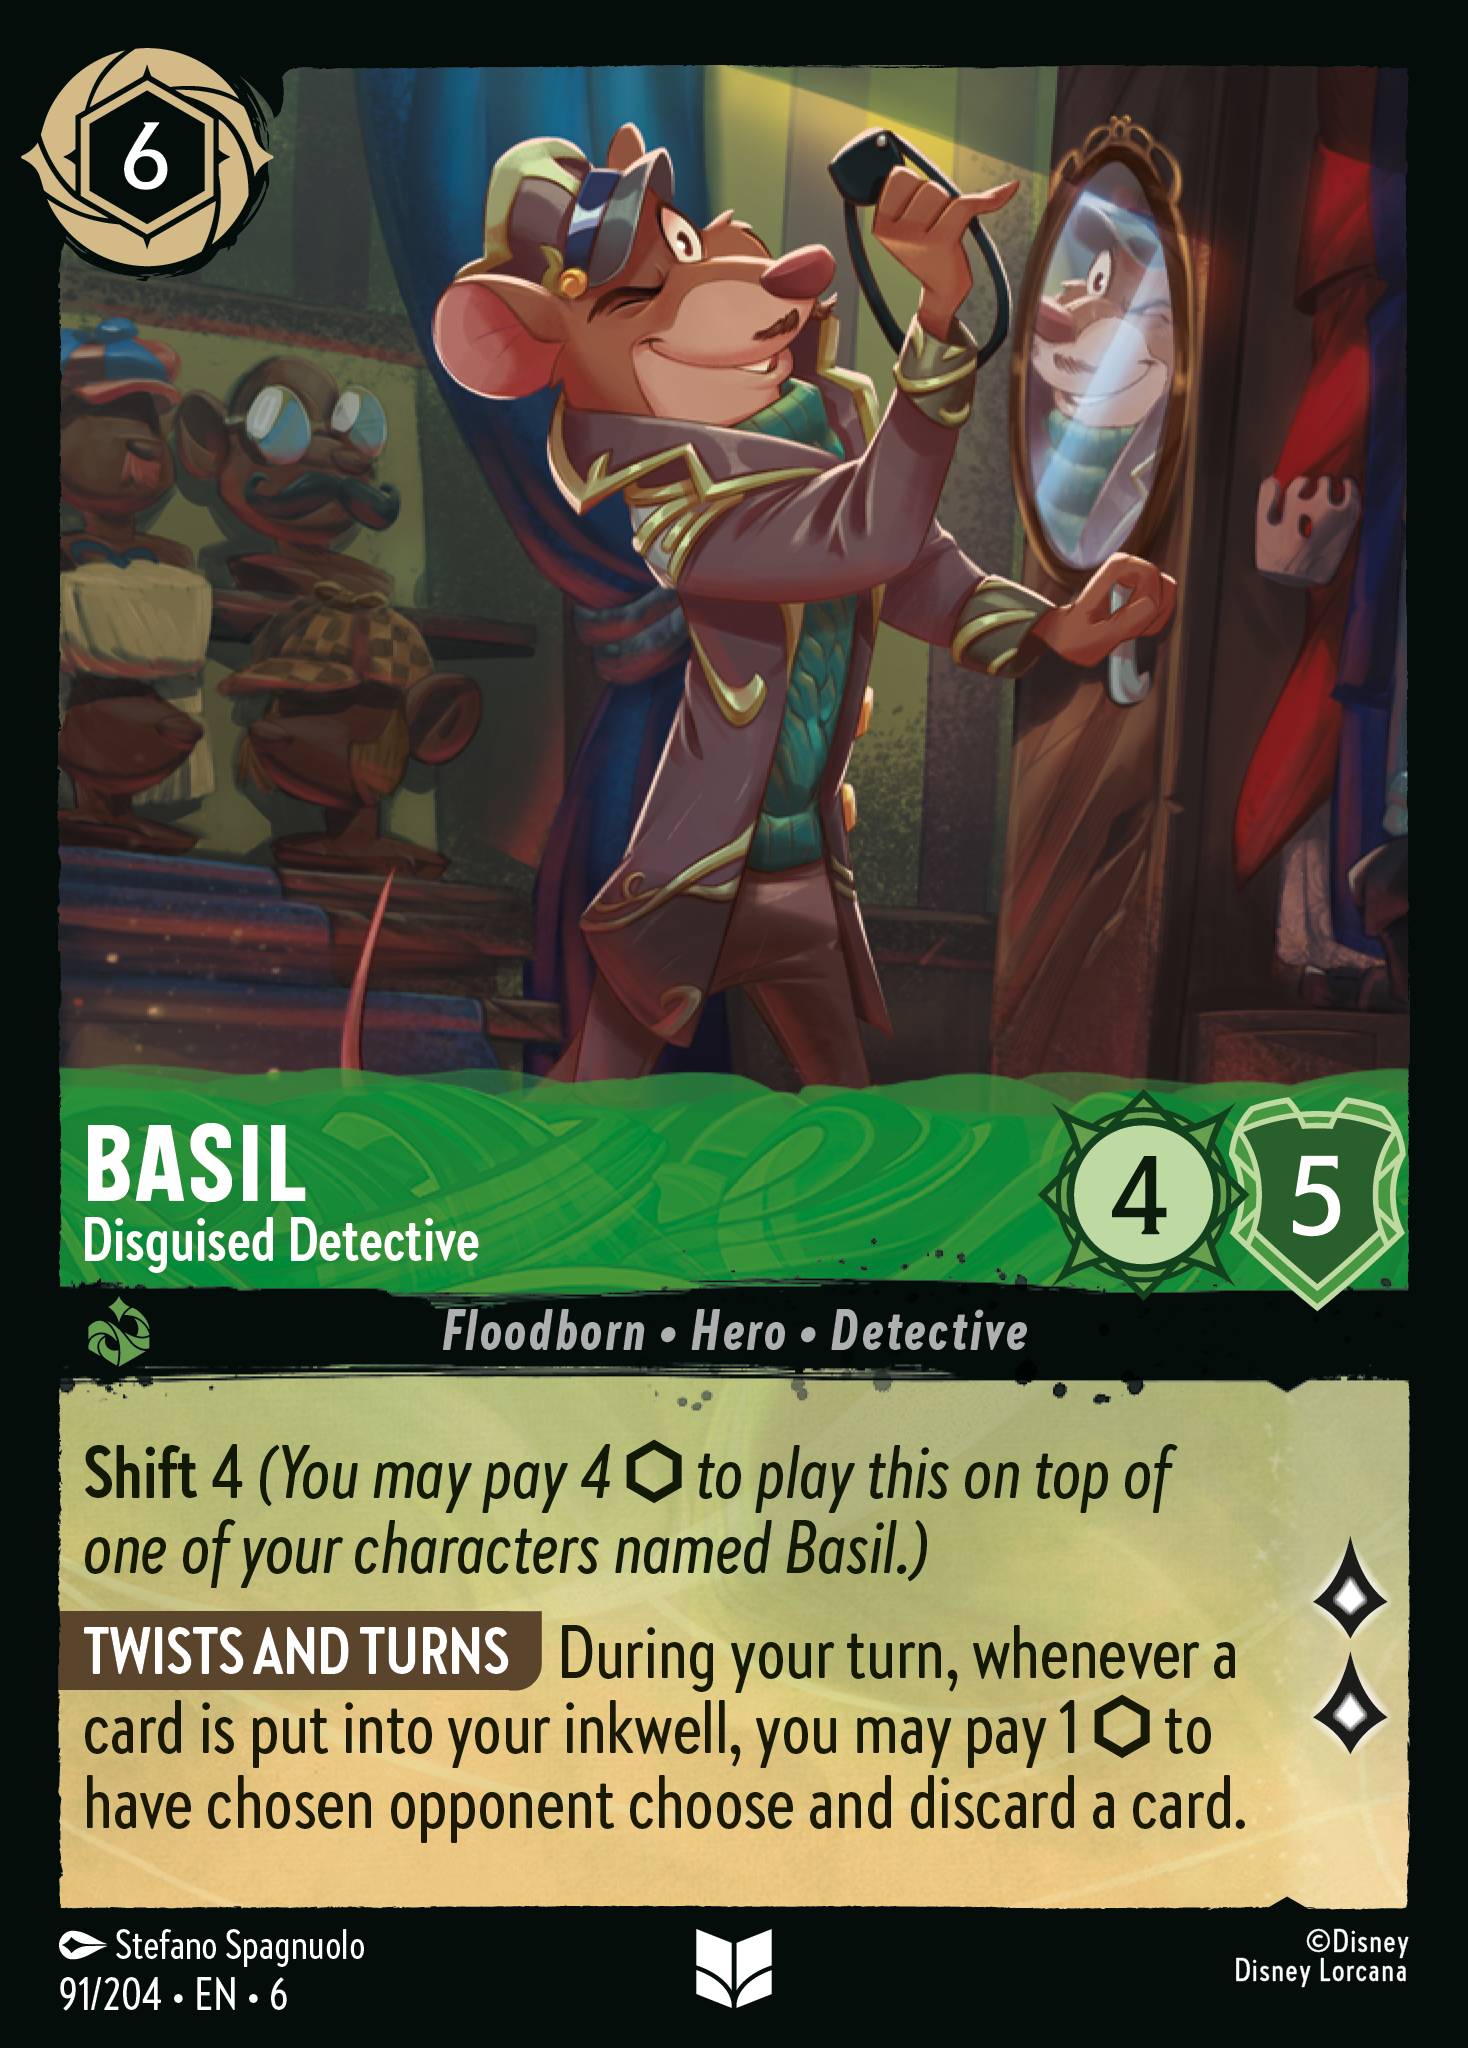 6
BASIL
Disguised Detective
4
5
Floodborn • Hero • Detective
Shift 4 (You may pay 4 ⬡ to play this on top of
one of your characters named Basil.)
TWISTS AND TURNS During your turn, whenever a
card is put into your inkwell, you may pay 1 ⬡ to
have chosen opponent choose and discard a card.
Stefano Spagnuolo
91/204 • EN • 6
©Disney
Disney Lorcana